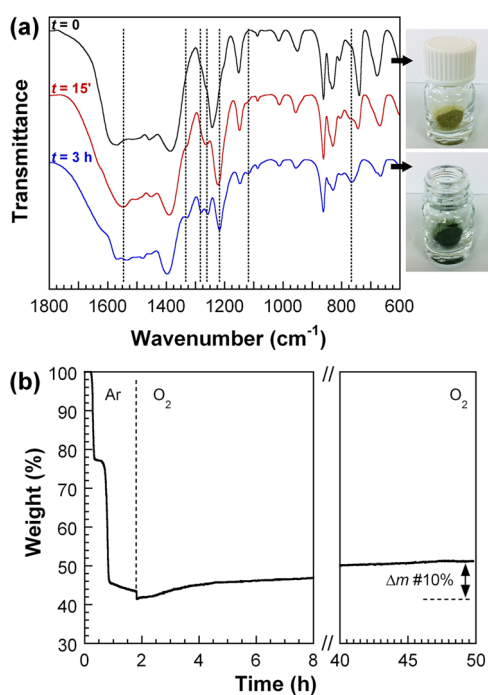 (a)
t = 0
t = 15'
t = 3 h
Transmittance
1800 1600 1400 1200 1000 800 600
Wavenumber (cm-1)
(b)
Ar O2 // O2
100
90
80
70
60
50
40
30
Weight (%)
Δm #10%
0 2 4 6 8 // 40 45 50
Time (h)